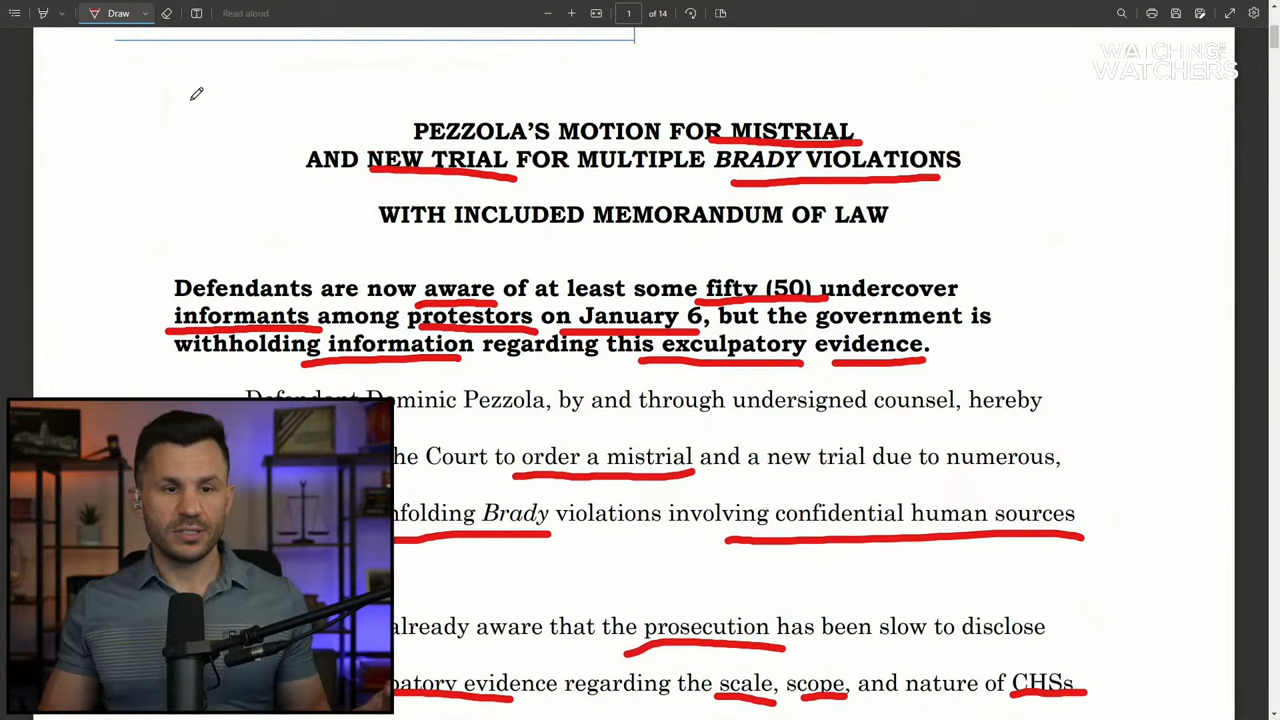 Draw
Read aloud
1 of 14
WATCHING THE
WATCHERS
PEZZOLA'S MOTION FOR MISTRIAL
AND NEW TRIAL FOR MULTIPLE BRADY VIOLATIONS
WITH INCLUDED MEMORANDUM OF LAW
Defendants are now aware of at least some fifty (50) undercover
informants among protestors on January 6, but the government is
withholding information regarding this exculpatory evidence.
Defendant Dominic Pezzola, by and through undersigned counsel, hereby
he Court to order a mistrial and a new trial due to numerous,
nfolding Brady violations involving confidential human sources
already aware that the prosecution has been slow to disclose
patory evidence regarding the scale, scope, and nature of CHSs